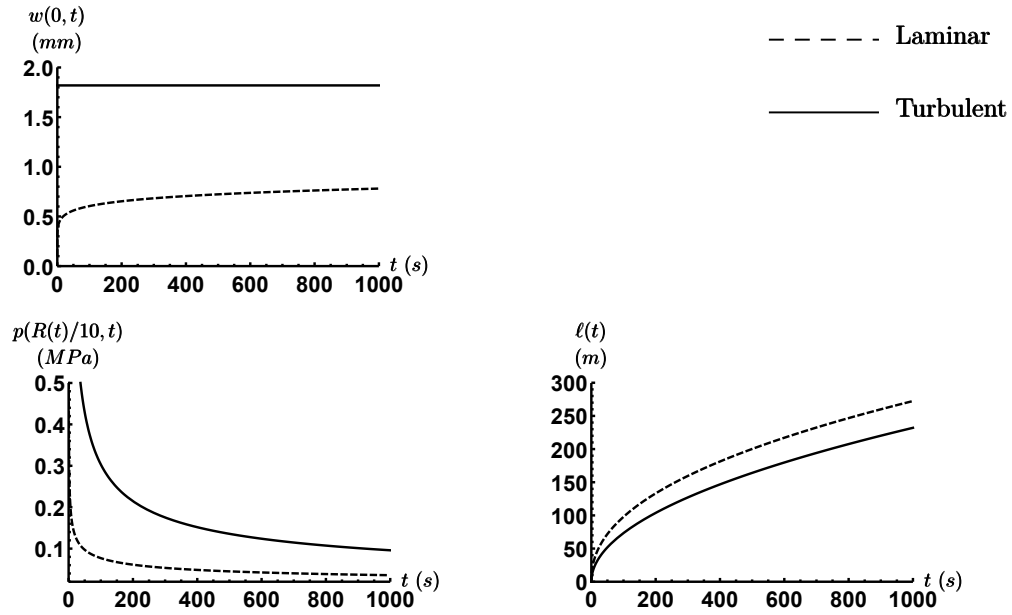 w(0, t)
(mm)
2.0
1.5
1.0
0.5
0.0
0 200 400 600 800 1000
t (s)
Laminar
Turbulent
p(R(t)/10, t)
(MPa)
0.5
0.4
0.3
0.2
0.1
0 200 400 600 800 1000
t (s)
ℓ(t)
(m)
300
250
200
150
100
50
0
0 200 400 600 800 1000
t (s)